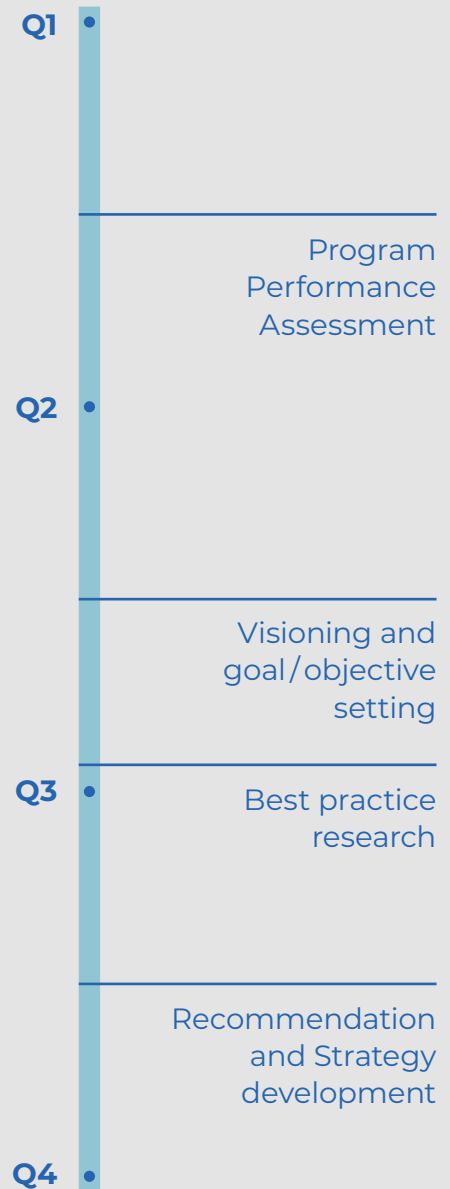 Q1
Program
Performance
Assessment
Q2
Visioning and
goal/objective
setting
Q3
Best practice
research
Recommendation
and Strategy
development
Q4